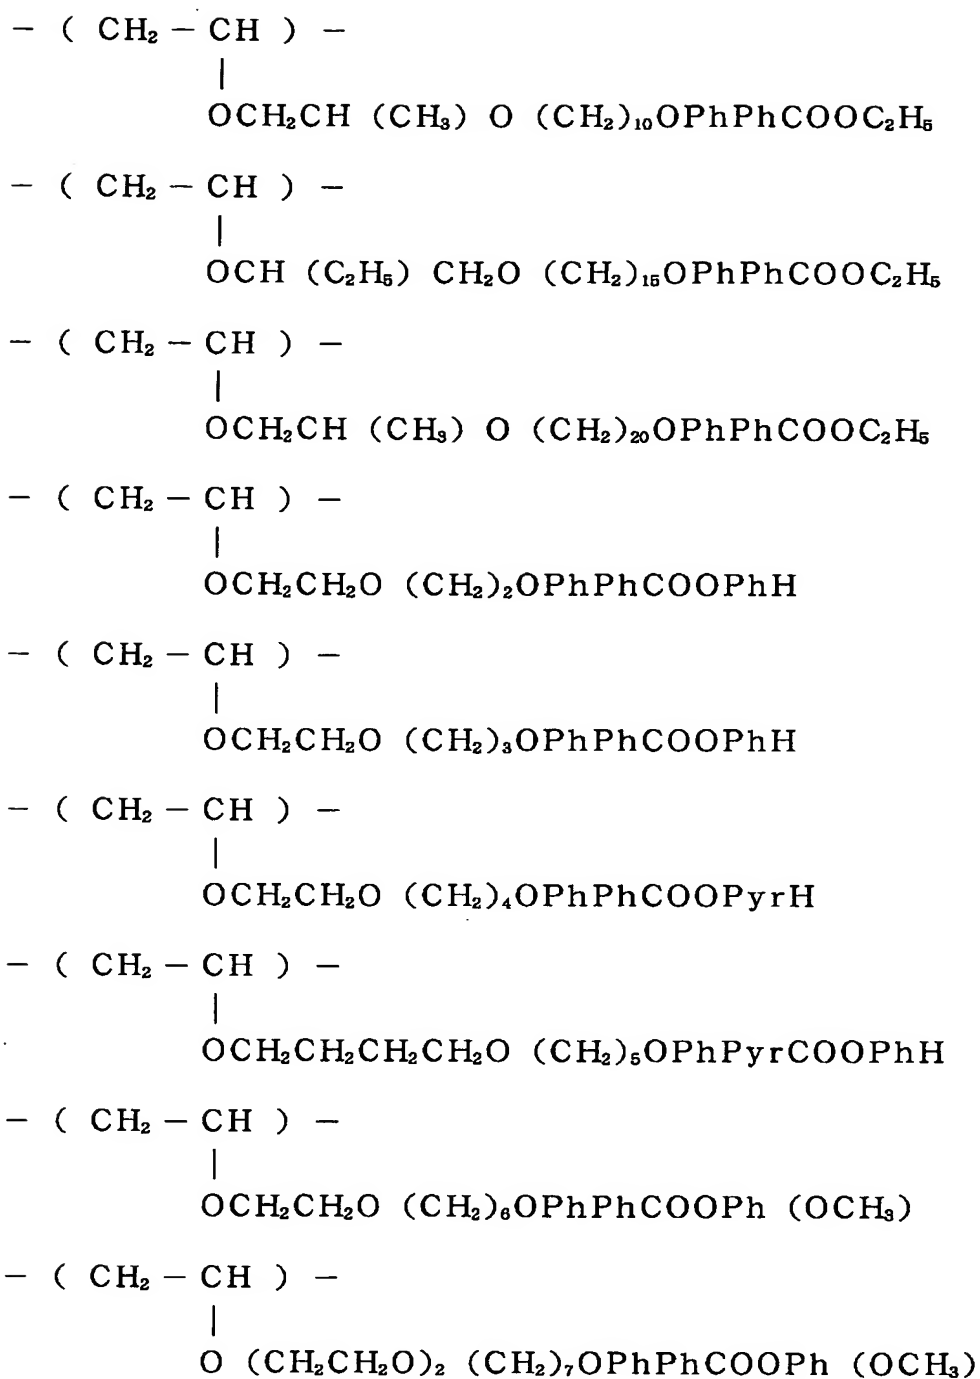 − ( CH₂ − CH ) −
|
OCH₂CH (CH₃) O (CH₂)₁₀OPhPhCOOC₂H₅
− ( CH₂ − CH ) −
|
OCH (C₂H₅) CH₂O (CH₂)₁₅OPhPhCOOC₂H₅
− ( CH₂ − CH ) −
|
OCH₂CH (CH₃) O (CH₂)₂₀OPhPhCOOC₂H₅
− ( CH₂ − CH ) −
|
OCH₂CH₂O (CH₂)₂OPhPhCOOPhH
− ( CH₂ − CH ) −
|
OCH₂CH₂O (CH₂)₃OPhPhCOOPhH
− ( CH₂ − CH ) −
|
OCH₂CH₂O (CH₂)₄OPhPhCOOPyrH
− ( CH₂ − CH ) −
|
OCH₂CH₂CH₂CH₂O (CH₂)₅OPhPyrCOOPhH
− ( CH₂ − CH ) −
|
OCH₂CH₂O (CH₂)₆OPhPhCOOPh (OCH₃)
− ( CH₂ − CH ) −
|
O (CH₂CH₂O)₂ (CH₂)₇OPhPhCOOPh (OCH₃)